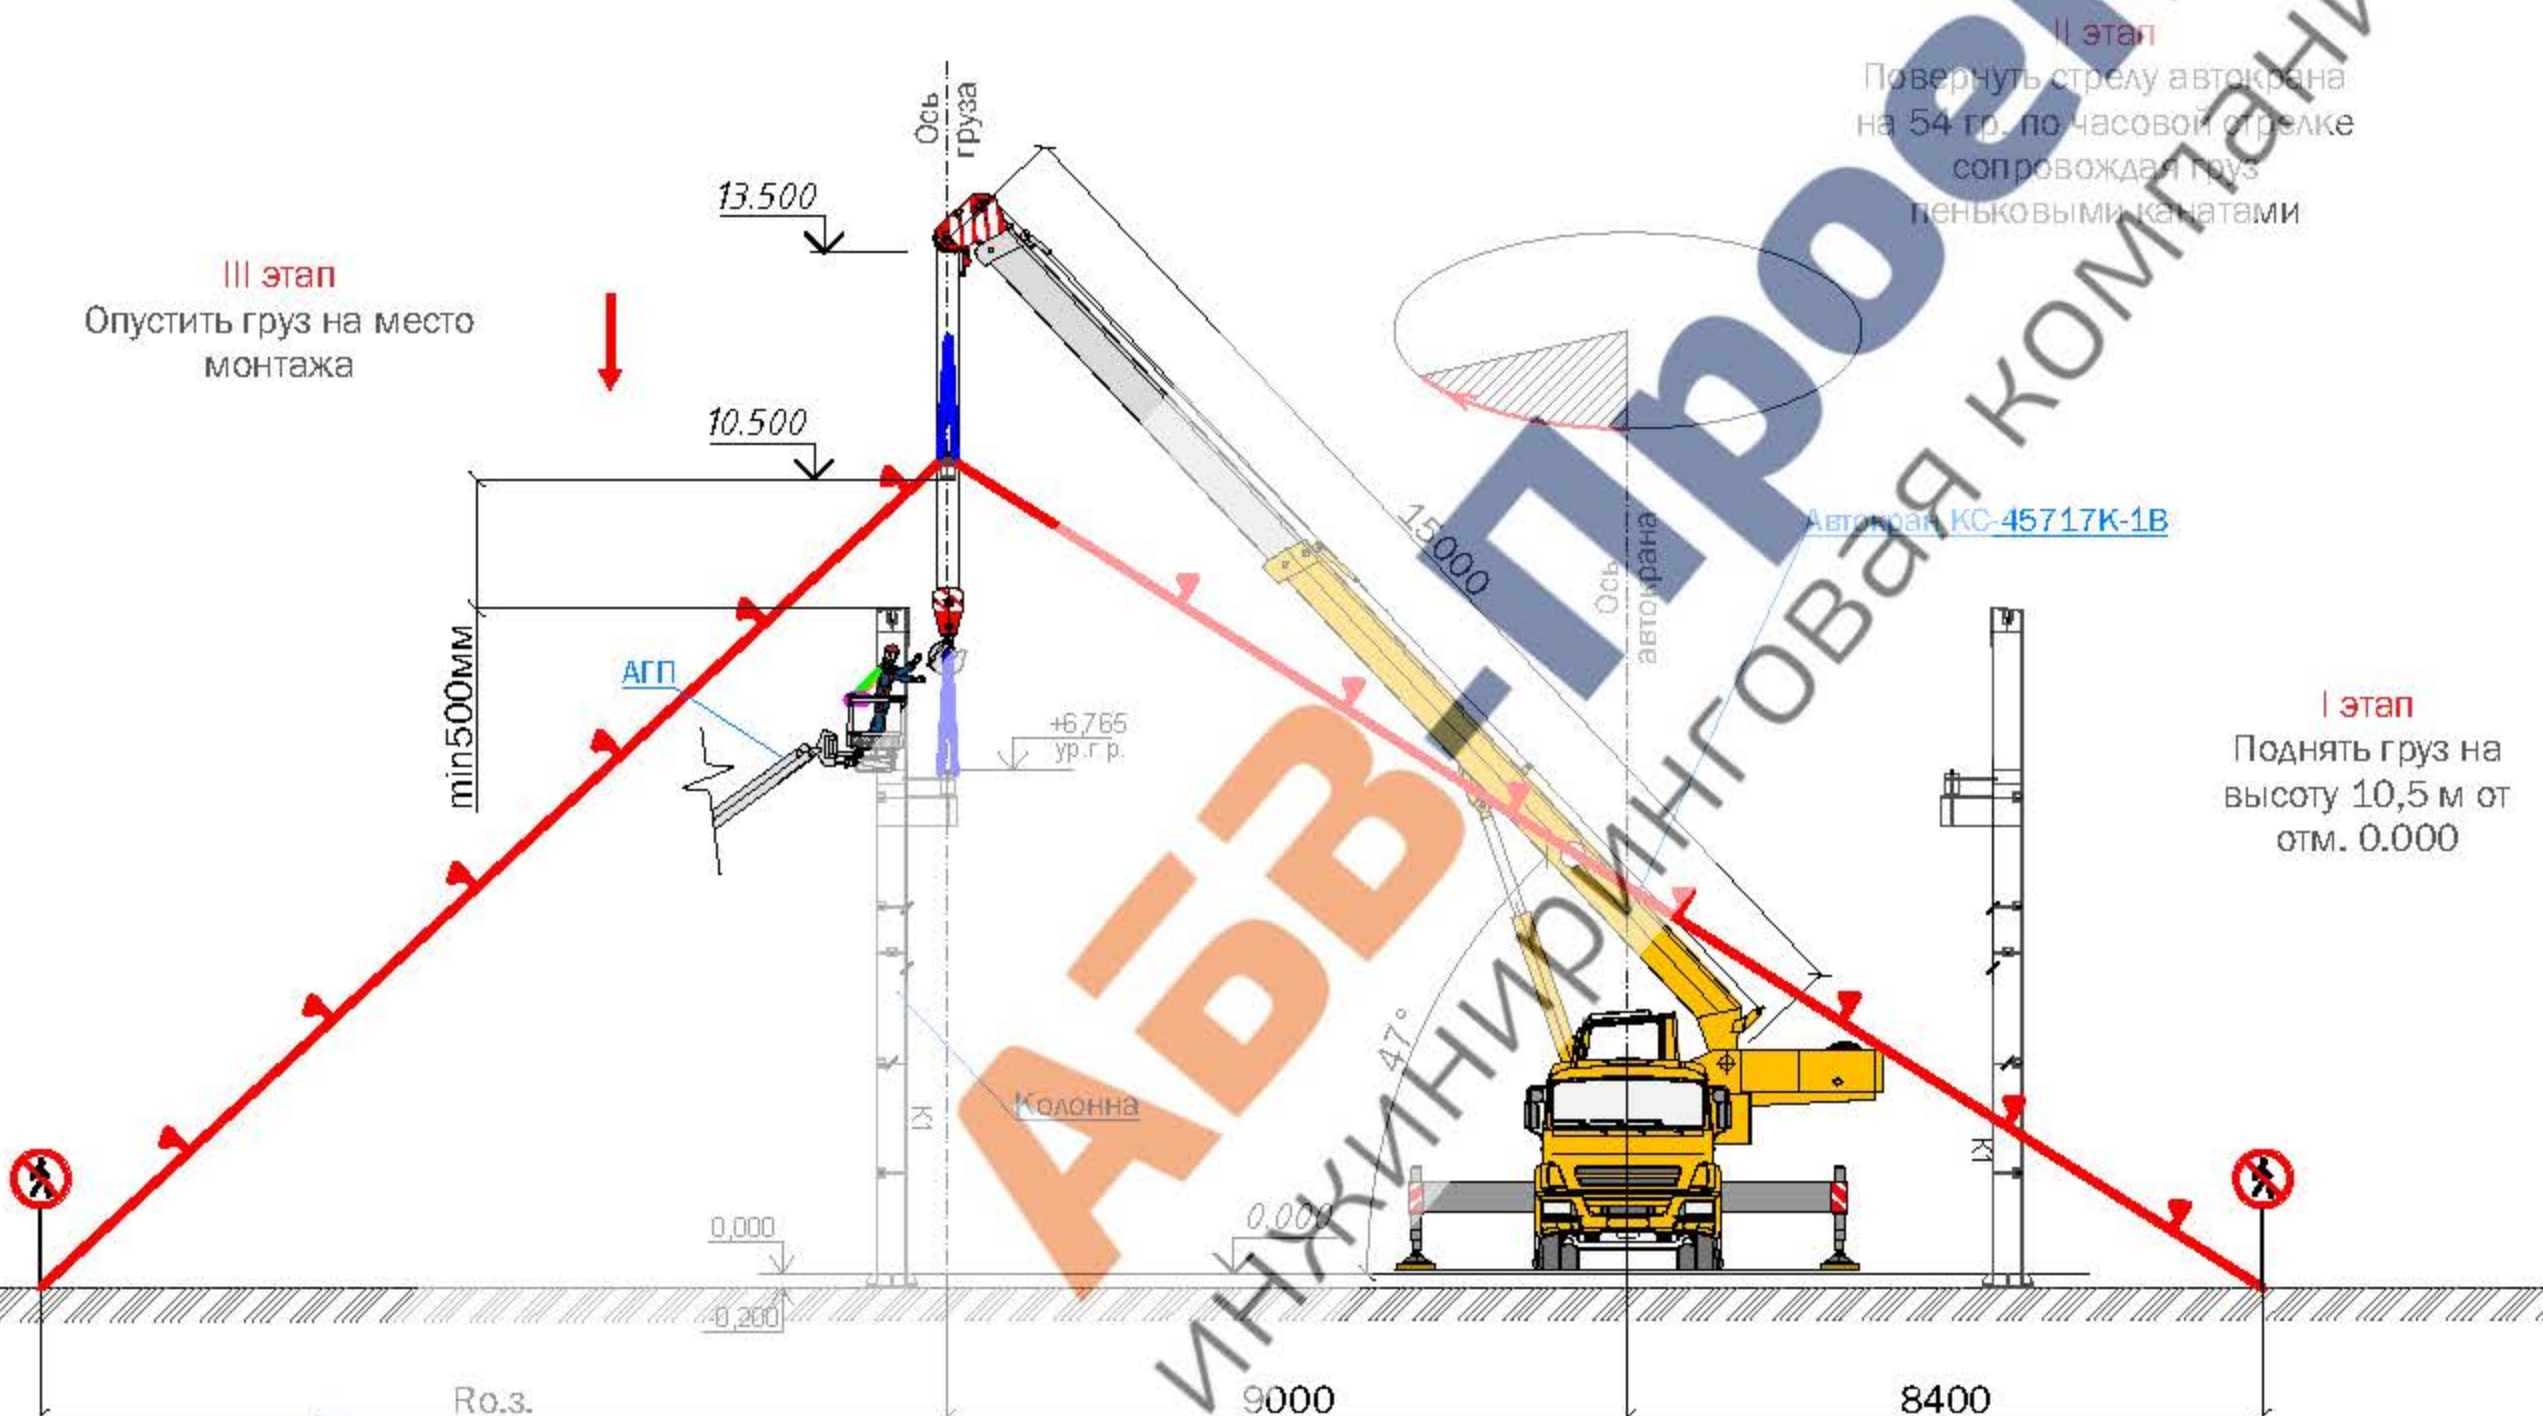 II этап
Повернуть стрелу автокрана
на 54 гр. по часовой стрелке
сопровождая груз
пеньковыми канатами
Ось
груза
13.500
III этап
Опустить груз на место
монтажа
10.500
15000
Автокран КС-45717К-1В
Ось
автокрана
min500мм
АГП
+6,765
ур.г.р.
I этап
Поднять груз на
высоту 10,5 м от
отм. 0.000
47°
Колонна
К1
К1
0,000
0.000
-0,200
Rо.з.
9000
8400
АБВ-Прое
инжиниринговая компани